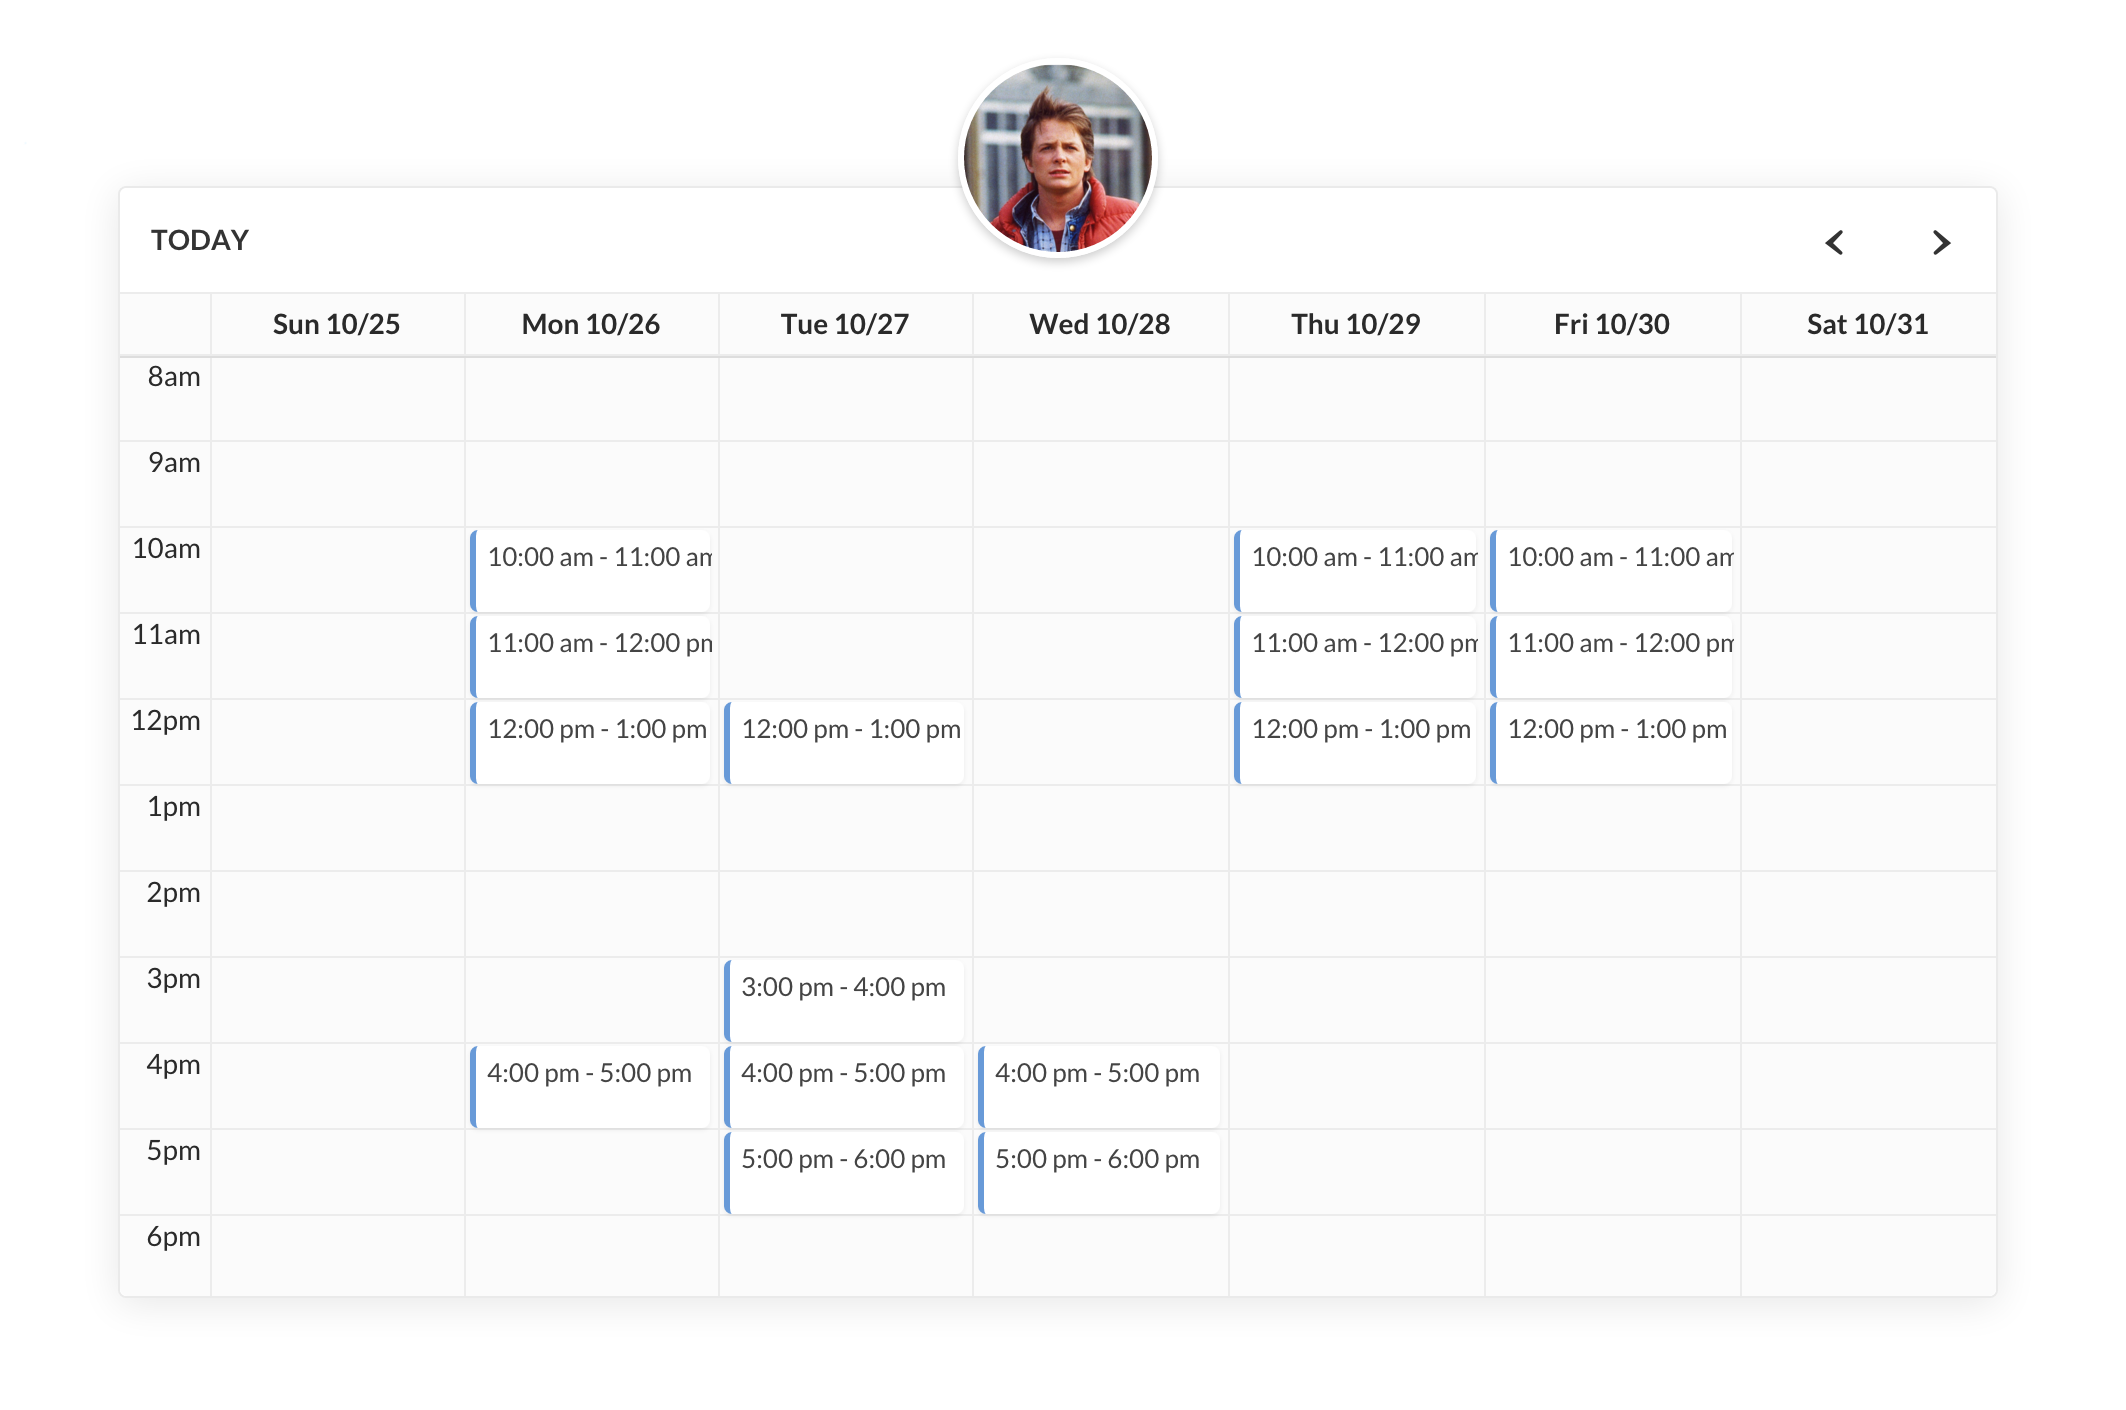 TODAY
Sun 10/25 Mon 10/26 Tue 10/27 Wed 10/28 Thu 10/29 Fri 10/30 Sat 10/31
8am
9am
10am 10:00 am - 11:00 am 10:00 am - 11:00 am 10:00 am - 11:00 am
11am 11:00 am - 12:00 pm 11:00 am - 12:00 pm 11:00 am - 12:00 pm
12pm 12:00 pm - 1:00 pm 12:00 pm - 1:00 pm 12:00 pm - 1:00 pm 12:00 pm - 1:00 pm
1pm
2pm
3pm 3:00 pm - 4:00 pm
4pm 4:00 pm - 5:00 pm 4:00 pm - 5:00 pm 4:00 pm - 5:00 pm
5pm 5:00 pm - 6:00 pm 5:00 pm - 6:00 pm
6pm